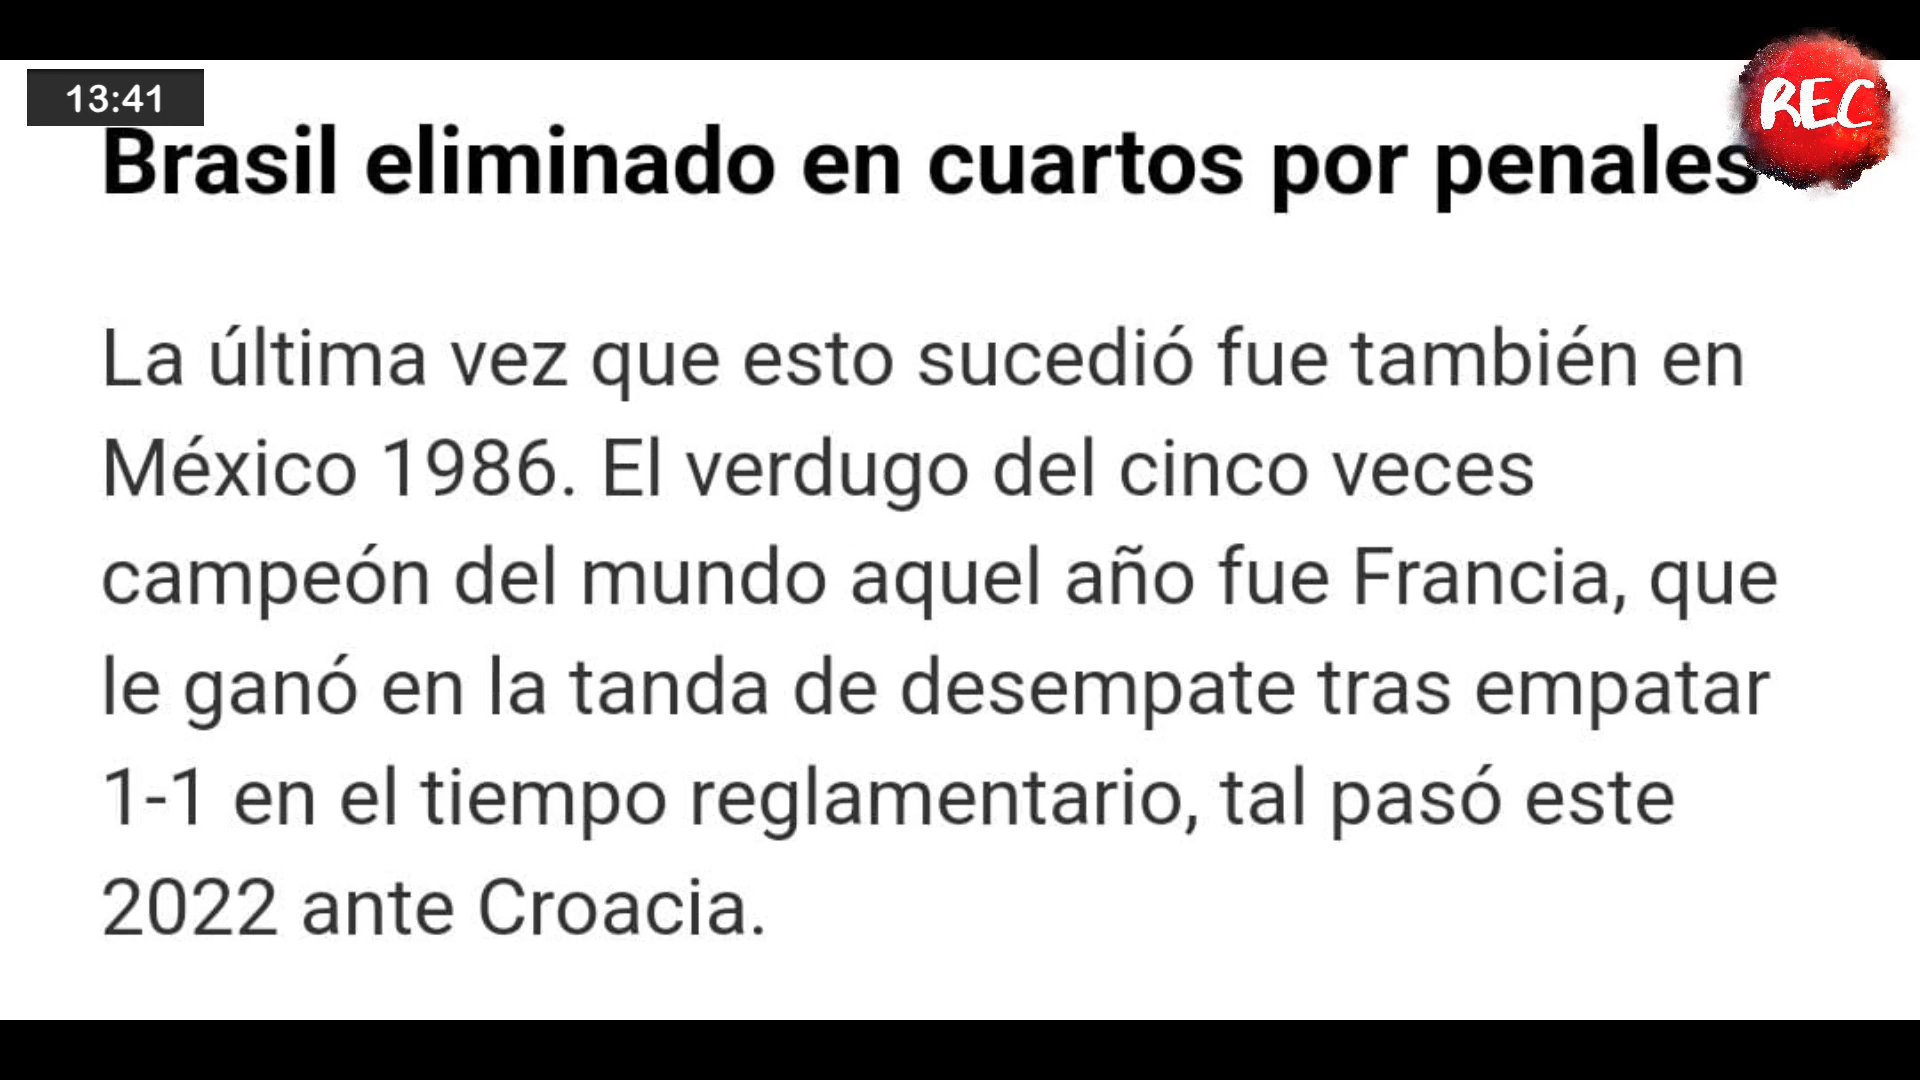 13:41
REC
Brasil eliminado en cuartos por penales
La última vez que esto sucedió fue también en
México 1986. El verdugo del cinco veces
campeón del mundo aquel año fue Francia, que
le ganó en la tanda de desempate tras empatar
1-1 en el tiempo reglamentario, tal pasó este
2022 ante Croacia.